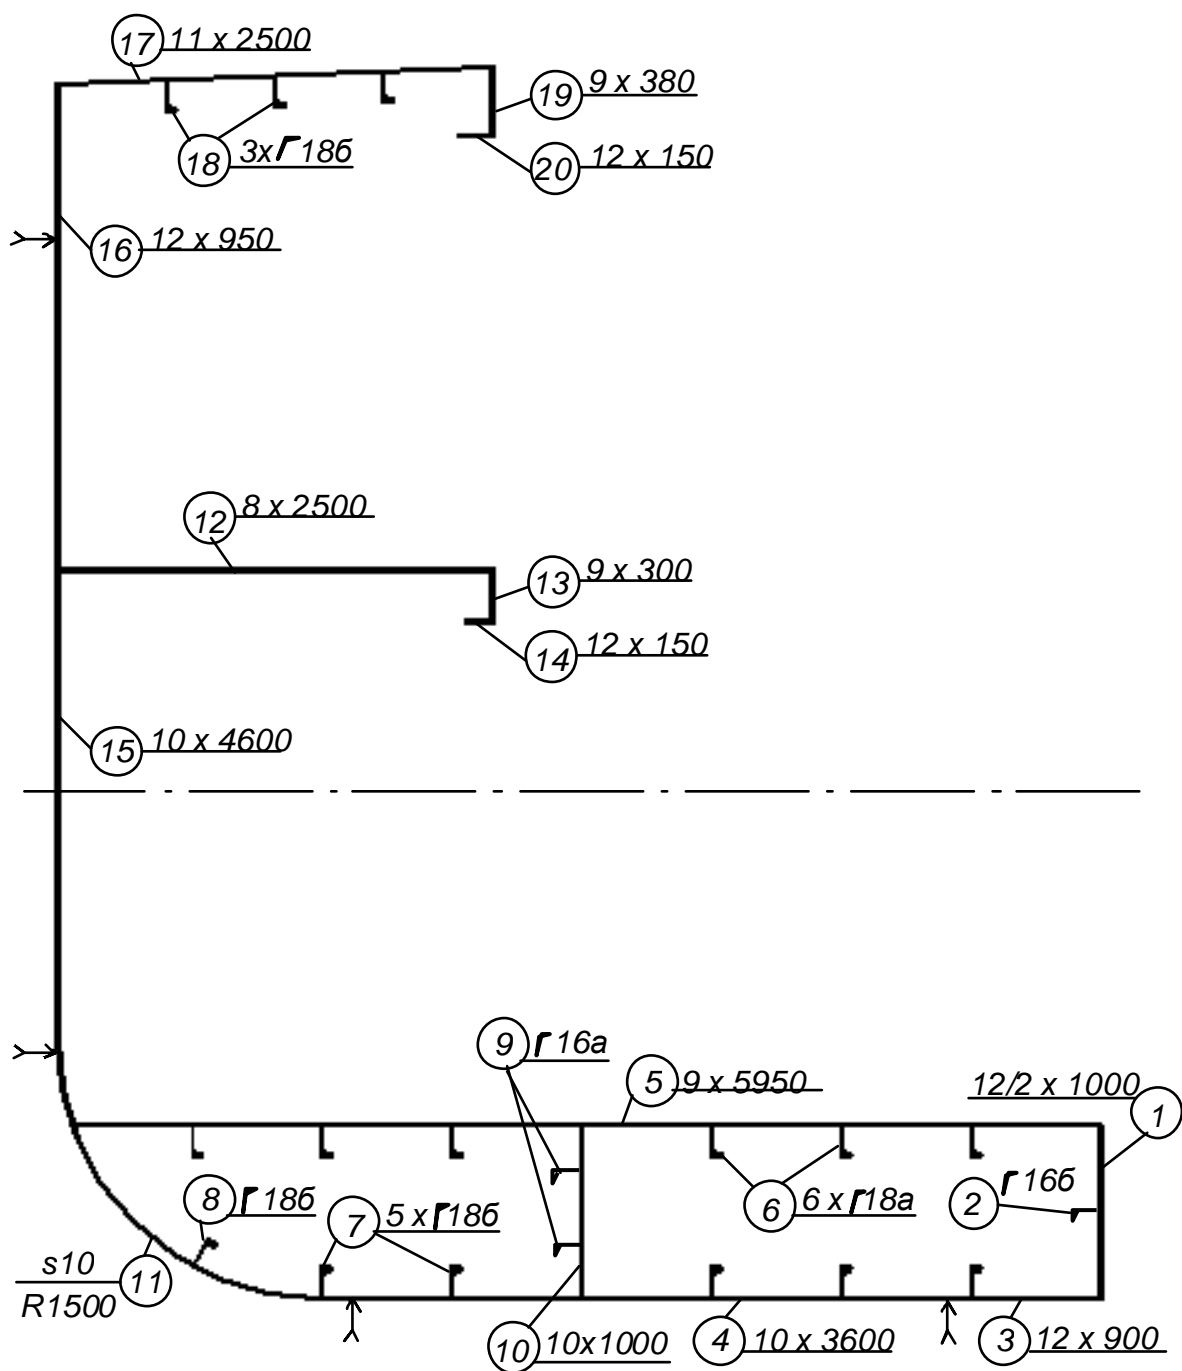 17 11 x 2500
19 9 x 380
18 3x Г 18б
20 12 x 150
16 12 x 950
12 8 x 2500
13 9 x 300
14 12 x 150
15 10 x 4600
9 Г 16а
5 9 x 5950
12/2 x 1000
1
8 Г 18б
7 5 x Г 18б
6 6 x Г 18а
2 Г 16б
s10
R1500
11
10 10x1000
4 10 x 3600
3 12 x 900